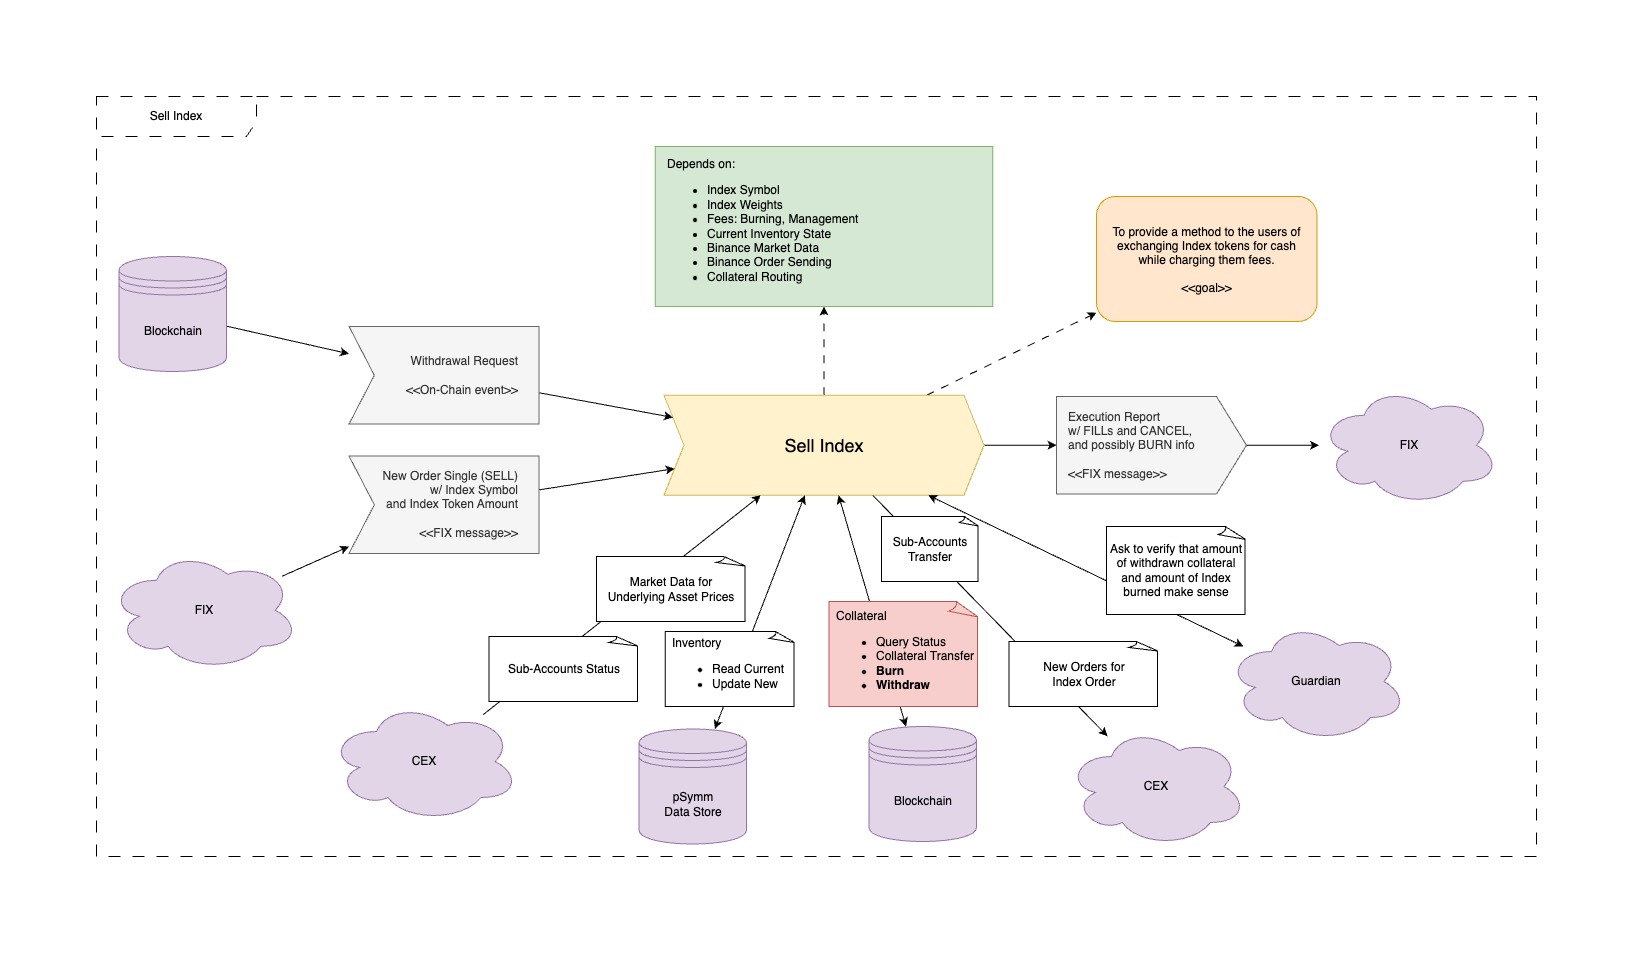 Sell Index
Depends on:
• Index Symbol
• Index Weights
• Fees: Burning, Management
• Current Inventory State
• Binance Market Data
• Binance Order Sending
• Collateral Routing
To provide a method to the users of
exchanging Index tokens for cash
while charging them fees.
<<goal>>
Blockchain
Withdrawal Request
<<On-Chain event>>
Sell Index
Execution Report
w/ FILLs and CANCEL,
and possibly BURN info
<<FIX message>>
FIX
New Order Single (SELL)
w/ Index Symbol
and Index Token Amount
<<FIX message>>
FIX
Market Data for
Underlying Asset Prices
Sub-Accounts
Transfer
Ask to verify that amount
of withdrawn collateral
and amount of Index
burned make sense
Sub-Accounts Status
Inventory
• Read Current
• Update New
Collateral
• Query Status
• Collateral Transfer
• Burn
• Withdraw
New Orders for
Index Order
Guardian
CEX
pSymm
Data Store
Blockchain
CEX